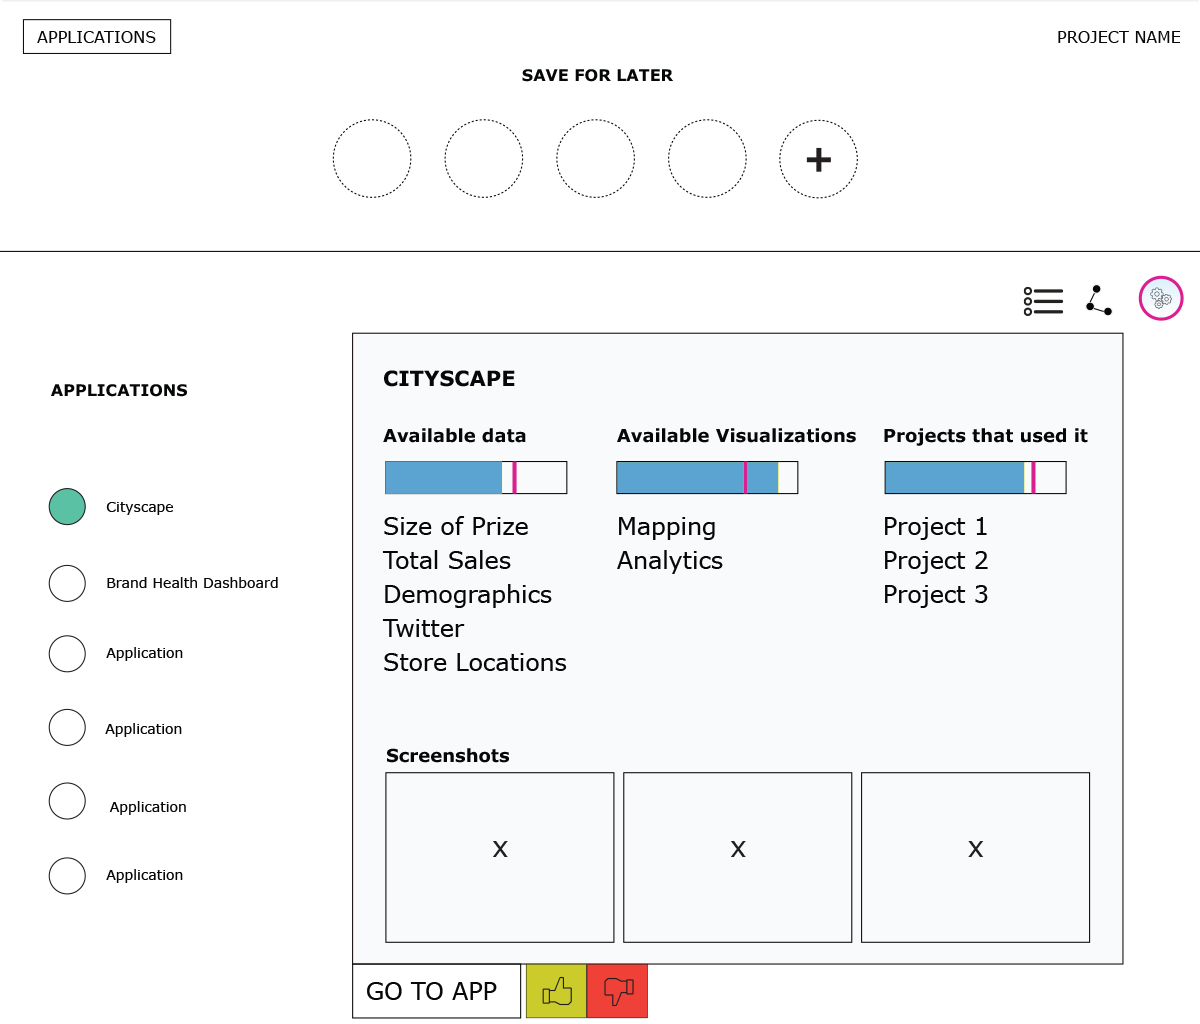 APPLICATIONS
PROJECT NAME
SAVE FOR LATER
APPLICATIONS
Cityscape
Brand Health Dashboard
Application
Application
Application
Application
CITYSCAPE
Available data
Size of Prize
Total Sales
Demographics
Twitter
Store Locations
Available Visualizations
Mapping
Analytics
Projects that used it
Project 1
Project 2
Project 3
Screenshots
X
X
X
GO TO APP